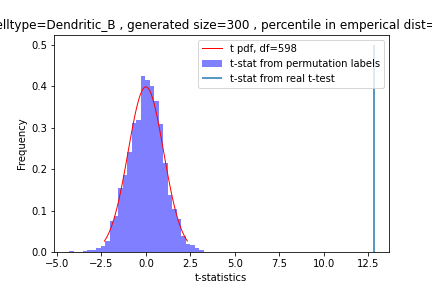 elltype=Dendritic_B , generated size=300 , percentile in emperical dist=
0.5
0.4
0.3
0.2
0.1
0.0
Frequency
t pdf, df=598
t-stat from permutation labels
t-stat from real t-test
−5.0 −2.5 0.0 2.5 5.0 7.5 10.0 12.5
t-statistics